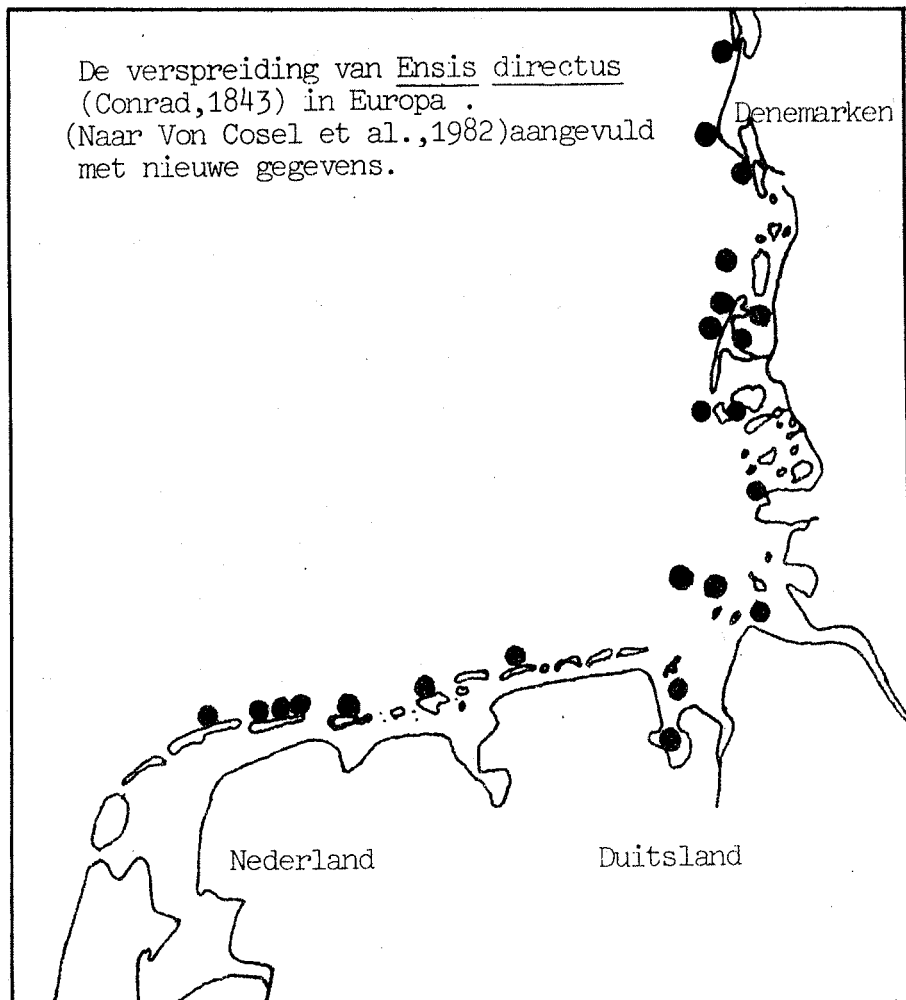 De verspreiding van Ensis directus
(Conrad,1843) in Europa .
(Naar Von Cosel et al.,1982)aangevuld
met nieuwe gegevens.
Denemarken
Nederland
Duitsland